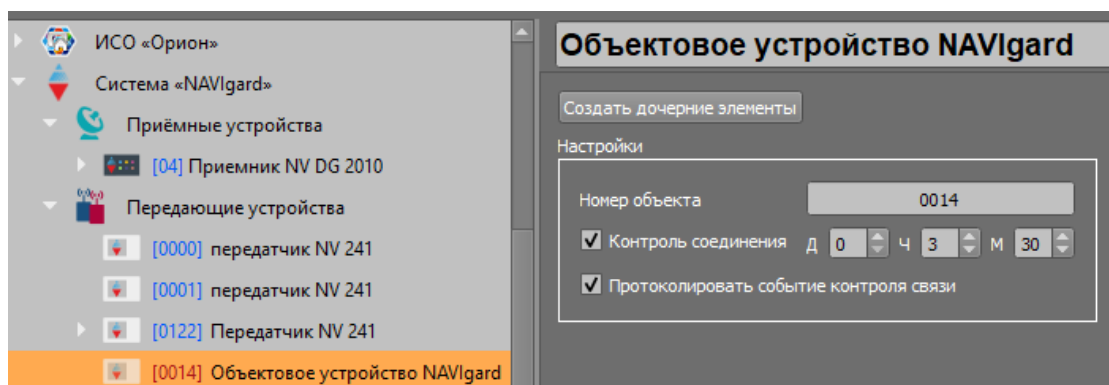 ИСО «Орион»
Система «NAVIgard»
Приёмные устройства
[04] Приемник NV DG 2010
Передающие устройства
[0000] передатчик NV 241
[0001] передатчик NV 241
[0122] Передатчик NV 241
[0014] Объектовое устройство NAVIgard
Объектовое устройство NAVIgard
Создать дочерние элементы
Настройки
Номер объекта 0014
Контроль соединения Д 0 Ч 3 М 30
Протоколировать событие контроля связи